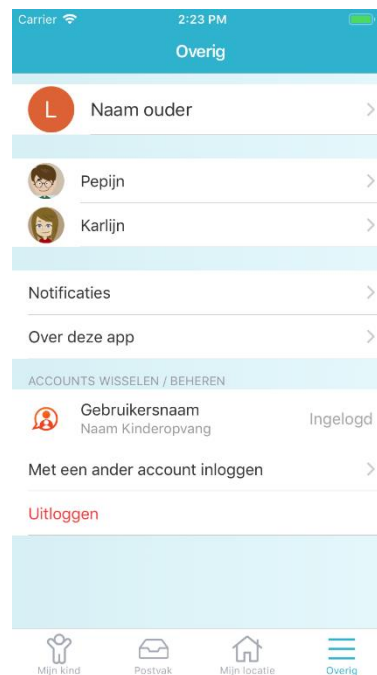 Carrier 2:23 PM
Overig
L Naam ouder
Pepijn
Karlijn
Notificaties
Over deze app
ACCOUNTS WISSELEN / BEHEREN
Gebruikersnaam
Naam Kinderopvang
Ingelogd
Met een ander account inloggen
Uitloggen
Mijn kind Postvak Mijn locatie Overig